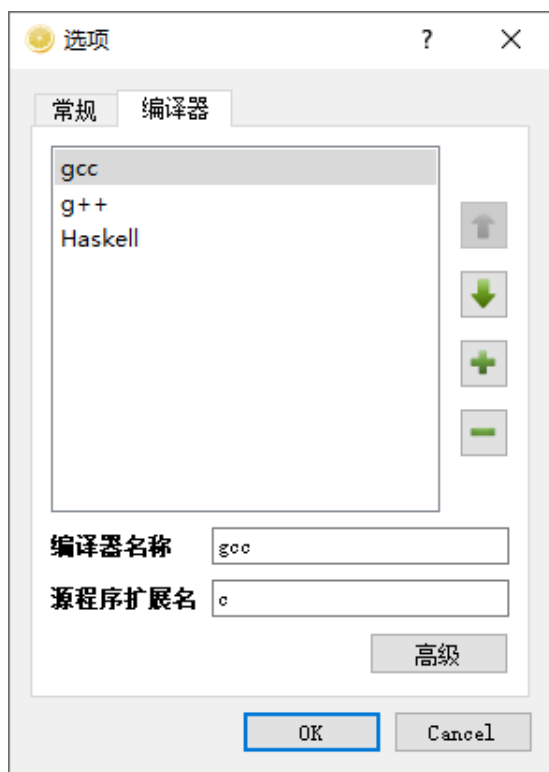 选项
常规 编译器
gcc
g++
Haskell
编译器名称 gcc
源程序扩展名 c
高级
OK Cancel